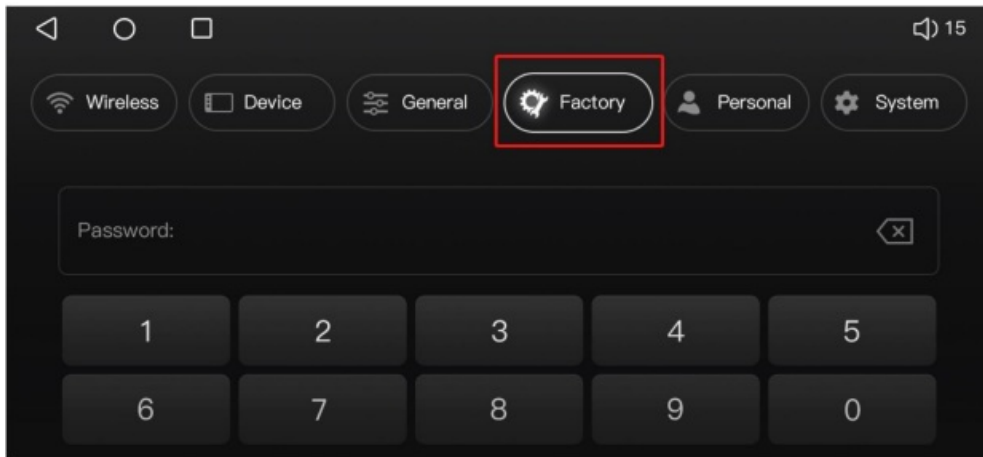 15
Wireless Device General Factory Personal System
Password:
1 2 3 4 5
6 7 8 9 0